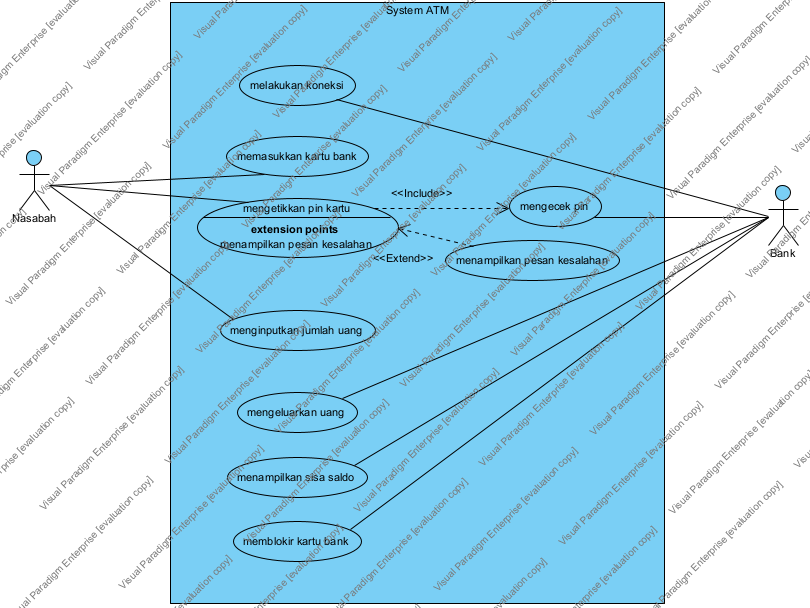 System ATM
melakukan koneksi
memasukkan kartu bank
<<Include>>
mengetikkan pin kartu
mengecek pin
extension points
menampilkan pesan kesalahan
<<Extend>>
menampilkan pesan kesalahan
Nasabah
Bank
menginputkan jumlah uang
mengeluarkan uang
menampilkan sisa saldo
memblokir kartu bank
Visual Paradigm Enterprise [evaluation copy]